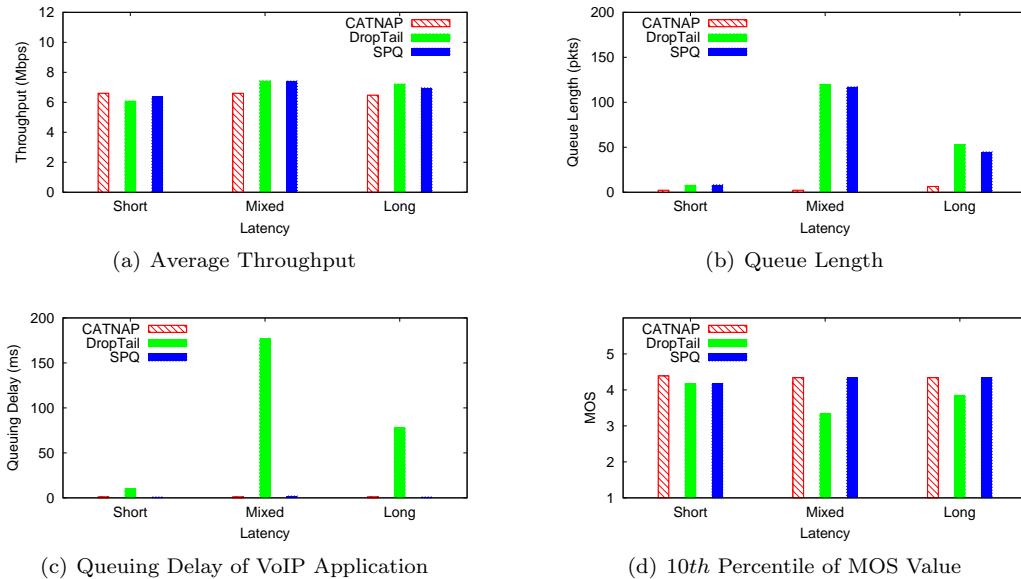 12
10
8
6
4
2
0
Throughput (Mbps)
CATNAP
DropTail
SPQ
Short
Mixed
Long
Latency
(a) Average Throughput
200
150
100
50
0
Queue Length (pkts)
CATNAP
DropTail
SPQ
Short
Mixed
Long
Latency
(b) Queue Length
200
150
100
50
0
Queuing Delay (ms)
CATNAP
DropTail
SPQ
Short
Mixed
Long
Latency
(c) Queuing Delay of VoIP Application
5
4
3
2
1
MOS
CATNAP
DropTail
SPQ
Short
Mixed
Long
Latency
(d) 10th Percentile of MOS Value